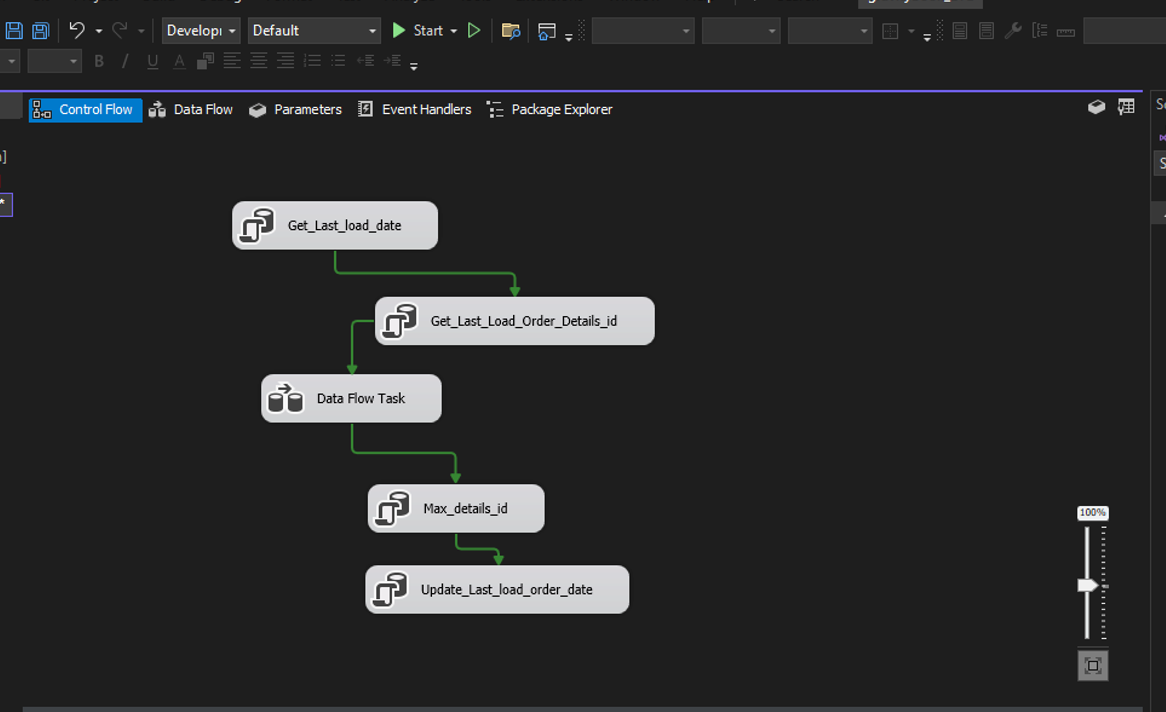 Develop Default Start
B I U A
Control Flow Data Flow Parameters Event Handlers Package Explorer
Get_Last_load_date
Get_Last_Load_Order_Details_id
Data Flow Task
Max_details_id
100%
Update_Last_load_order_date